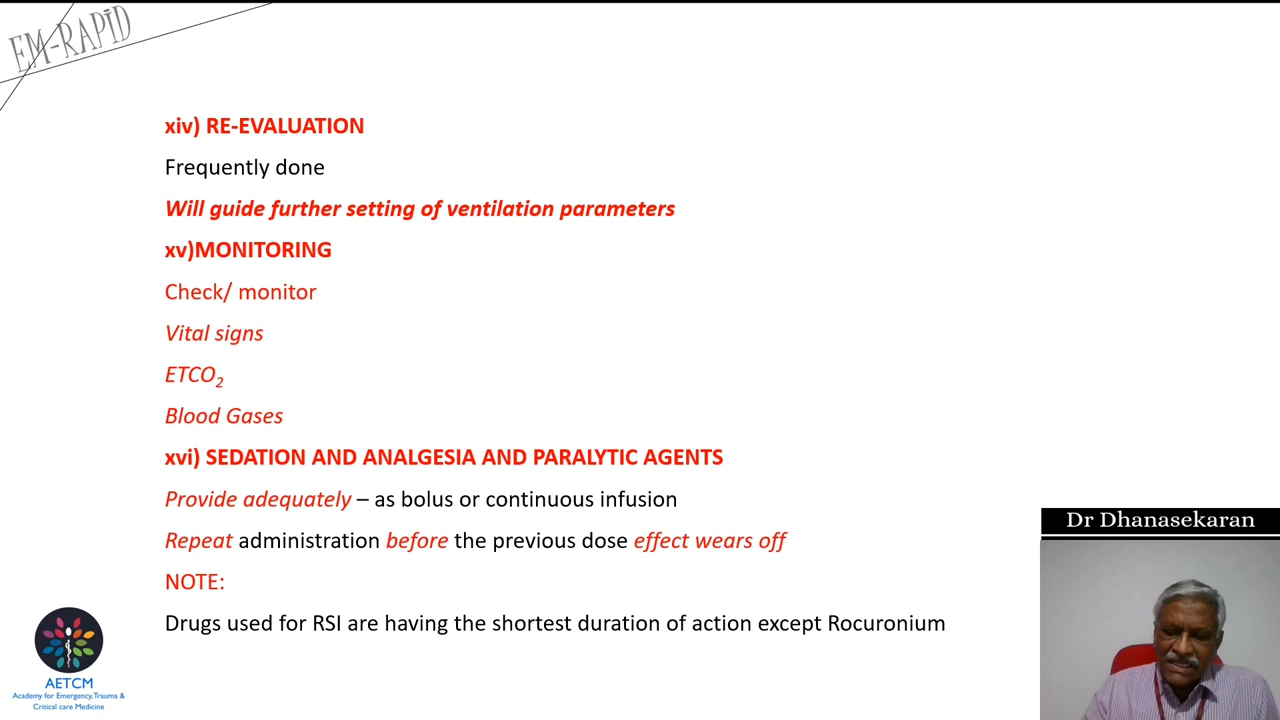 EM-RAPID
xiv) RE-EVALUATION
Frequently done
Will guide further setting of ventilation parameters
xv)MONITORING
Check/ monitor
Vital signs
ETCO₂
Blood Gases
xvi) SEDATION AND ANALGESIA AND PARALYTIC AGENTS
Provide adequately – as bolus or continuous infusion
Repeat administration before the previous dose effect wears off
NOTE:
Drugs used for RSI are having the shortest duration of action except Rocuronium
Dr Dhanasekaran
AETCM
Academy for Emergency,Trauma &
Critical care Medicine